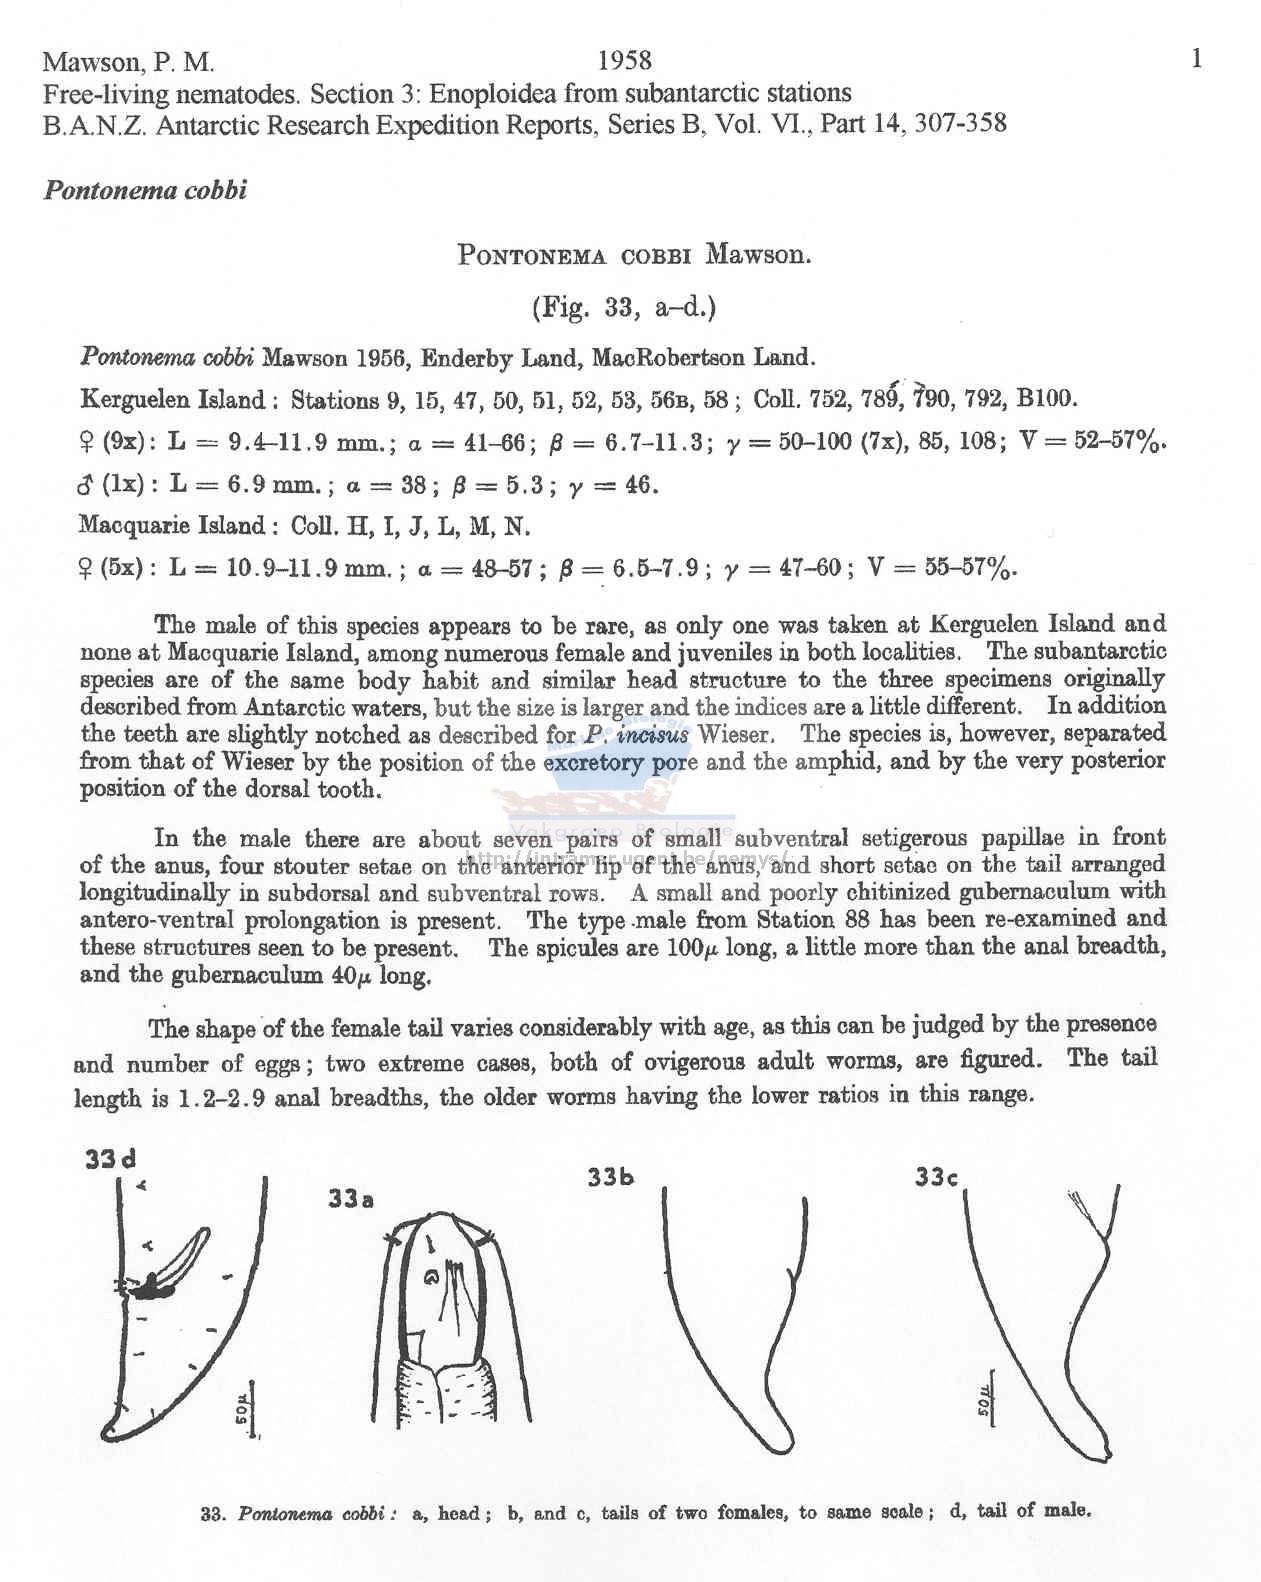 Mawson, P. M. 1958 1
Free-living nematodes. Section 3: Enoploidea from subantarctic stations
B.A.N.Z. Antarctic Research Expedition Reports, Series B, Vol. VI., Part 14, 307-358
Pontonema cobbi
PONTONEMA COBBI Mawson.
(Fig. 33, a–d.)
Pontonema cobbi Mawson 1956, Enderby Land, MacRobertson Land.
Kerguelen Island : Stations 9, 15, 47, 50, 51, 52, 53, 56B, 58 ; Coll. 752, 789, 790, 792, B100.
♀ (9x) : L = 9.4–11.9 mm. ; α = 41–66 ; β = 6.7–11.3 ; γ = 50–100 (7x), 85, 108 ; V = 52–57%.
♂ (1x) : L = 6.9 mm. ; α = 38 ; β = 5.3 ; γ = 46.
Macquarie Island : Coll. H, I, J, L, M, N.
♀ (5x) : L = 10.9–11.9 mm. ; α = 48–57 ; β = 6.5–7.9 ; γ = 47–60 ; V = 55–57%.
The male of this species appears to be rare, as only one was taken at Kerguelen Island and
none at Macquarie Island, among numerous female and juveniles in both localities. The subantarctic
species are of the same body habit and similar head structure to the three specimens originally
described from Antarctic waters, but the size is larger and the indices are a little different. In addition
the teeth are slightly notched as described for P. incisus Wieser. The species is, however, separated
from that of Wieser by the position of the excretory pore and the amphid, and by the very posterior
position of the dorsal tooth.
Vakgroep Biologie
In the male there are about seven pairs of small subventral setigerous papillae in front
of the anus, four stouter setae on the anterior lip of the anus, and short setae on the tail arranged
http://intramar.ugent.be/nemys/
longitudinally in subdorsal and subventral rows. A small and poorly chitinized gubernaculum with
antero-ventral prolongation is present. The type male from Station 88 has been re-examined and
these structures seen to be present. The spicules are 100μ long, a little more than the anal breadth,
and the gubernaculum 40μ long.
The shape of the female tail varies considerably with age, as this can be judged by the presence
and number of eggs ; two extreme cases, both of ovigerous adult worms, are figured. The tail
length is 1.2–2.9 anal breadths, the older worms having the lower ratios in this range.
33d
33a
33b
33c
50μ
50μ
33. Pontonema cobbi : a, head ; b, and c, tails of two females, to same scale ; d, tail of male.